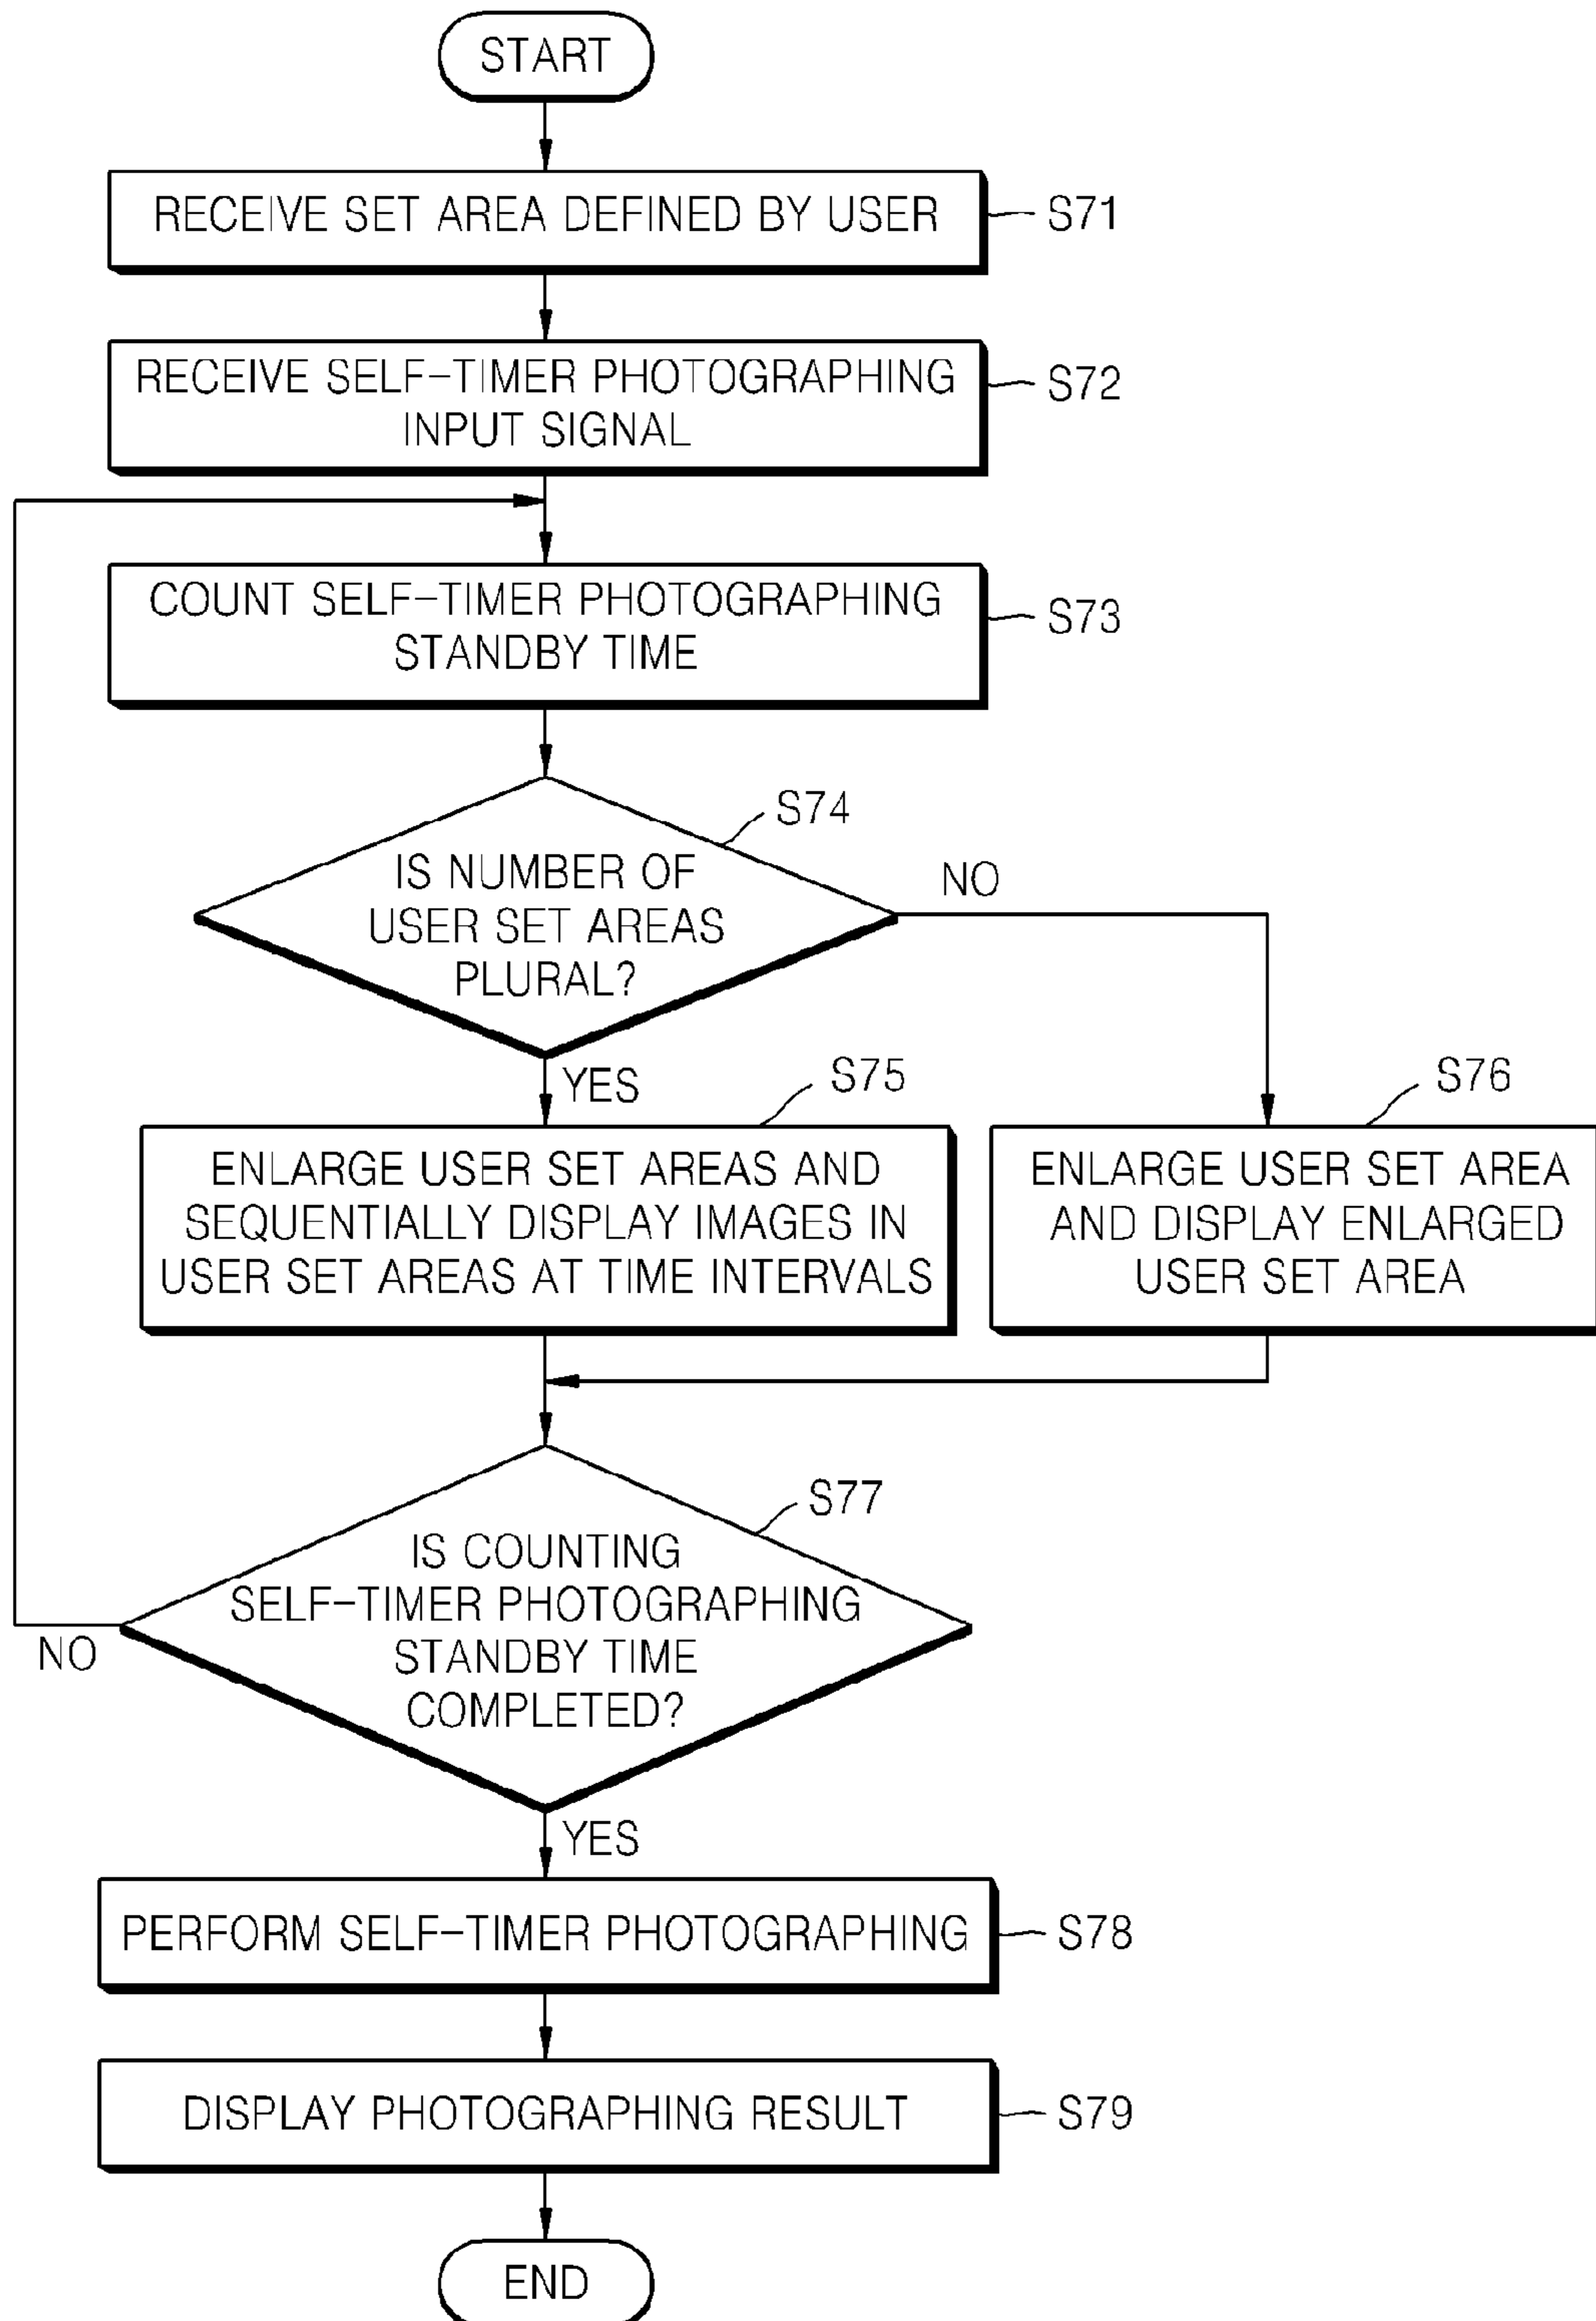 START
RECEIVE SET AREA DEFINED BY USER
S71
RECEIVE SELF-TIMER PHOTOGRAPHING
INPUT SIGNAL
S72
COUNT SELF-TIMER PHOTOGRAPHING
STANDBY TIME
S73
S74
IS NUMBER OF
USER SET AREAS
PLURAL?
NO
YES
S75
ENLARGE USER SET AREAS AND
SEQUENTIALLY DISPLAY IMAGES IN
USER SET AREAS AT TIME INTERVALS
S76
ENLARGE USER SET AREA
AND DISPLAY ENLARGED
USER SET AREA
S77
IS COUNTING
SELF-TIMER PHOTOGRAPHING
STANDBY TIME
COMPLETED?
NO
YES
PERFORM SELF-TIMER PHOTOGRAPHING
S78
DISPLAY PHOTOGRAPHING RESULT
S79
END